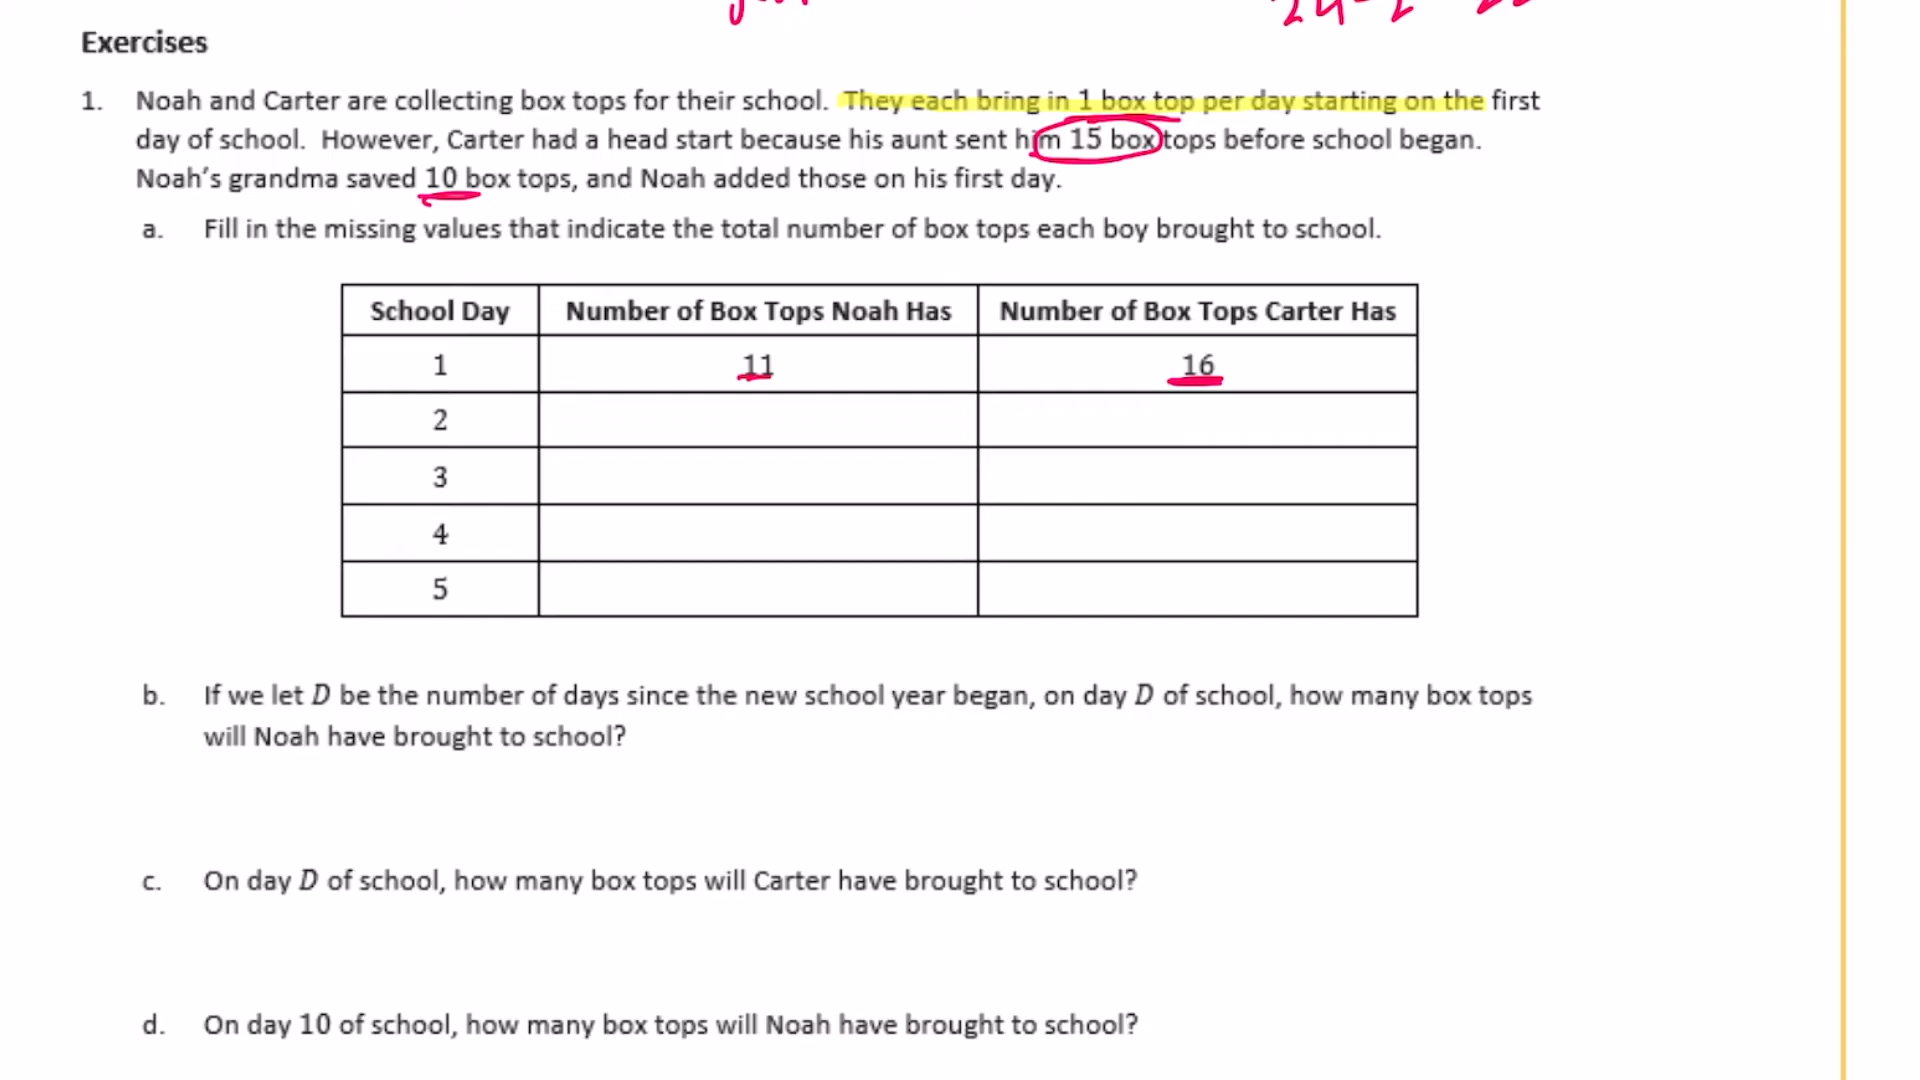 Exercises
1. Noah and Carter are collecting box tops for their school. They each bring in 1 box top per day starting on the first
day of school. However, Carter had a head start because his aunt sent him 15 box tops before school began.
Noah’s grandma saved 10 box tops, and Noah added those on his first day.
a. Fill in the missing values that indicate the total number of box tops each boy brought to school.
School Day Number of Box Tops Noah Has Number of Box Tops Carter Has
1 11 16
2
3
4
5
b. If we let D be the number of days since the new school year began, on day D of school, how many box tops
will Noah have brought to school?
c. On day D of school, how many box tops will Carter have brought to school?
d. On day 10 of school, how many box tops will Noah have brought to school?